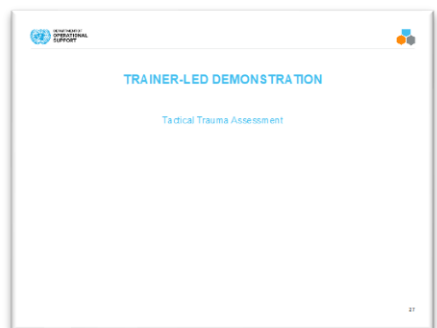 DEPARTMENT OF
OPERATIONAL
SUPPORT
TRAINER-LED DEMONSTRATION
Tactical Trauma Assessment
27